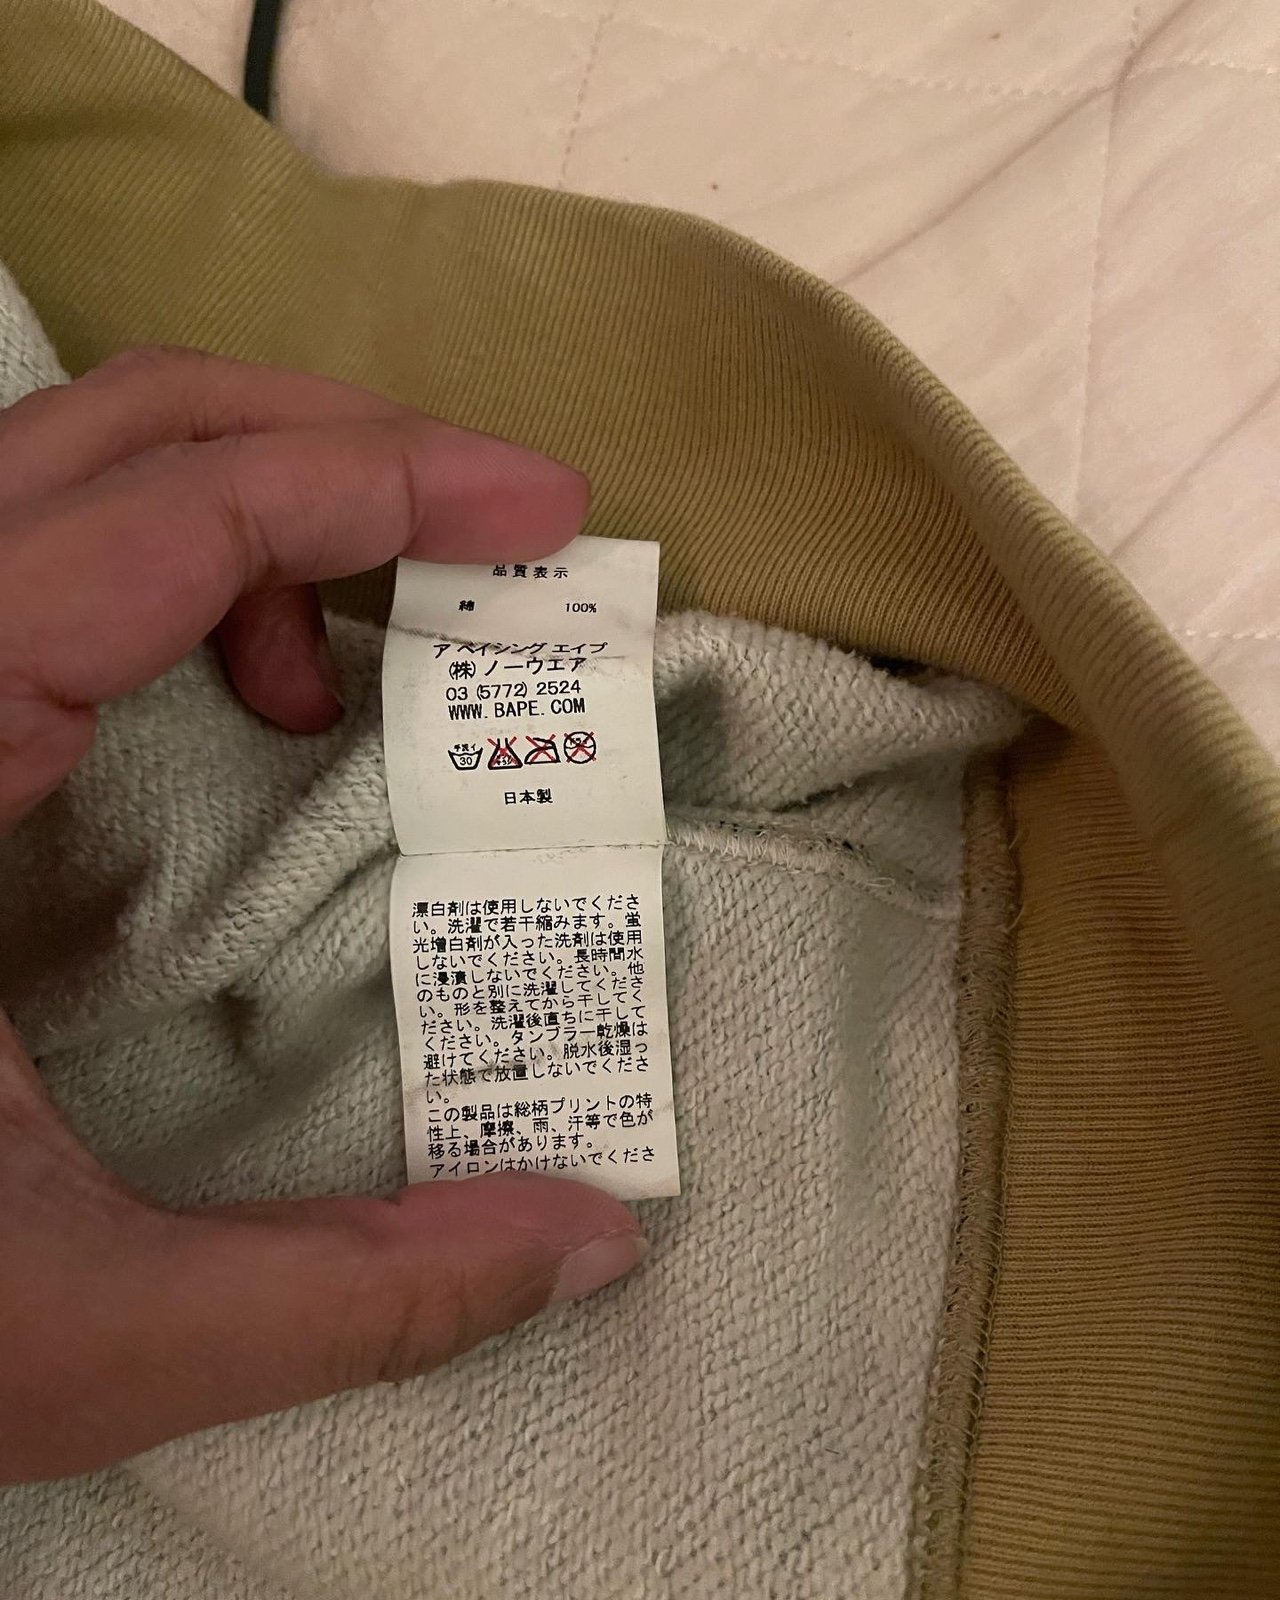 品質表示
綿 100%
ア ベイシング エイプ
(株) ノーウエア
03 (5772) 2524
WWW. BAPE. COM
手洗イ
30
日本製
漂白剤は使用しないでくださ
い。洗濯で若干縮みます。蛍
光増白剤が入った洗剤は使用
しないでください。長時間水
に浸漬しないでください。他
のものと別に洗濯してくださ
い。形を整えてから干してく
ださい。洗濯後直ちに干して
ください。タンブラー乾燥は
避けてください。脱水後湿っ
た状態で放置しないでくださ
い。
この製品は総柄プリントの特
性上、摩擦、雨、汗等で色が
移る場合があります。
アイロンはかけないでくださ